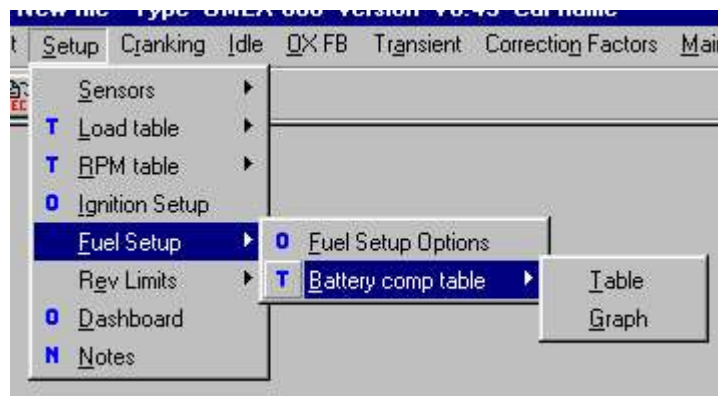 Setup Cranking Idle OX FB Transient Correction Factors
Sensors
T Load table
T RPM table
O Ignition Setup
Fuel Setup
O Fuel Setup Options
Rev Limits
T Battery comp table
Table
O Dashboard
Graph
N Notes